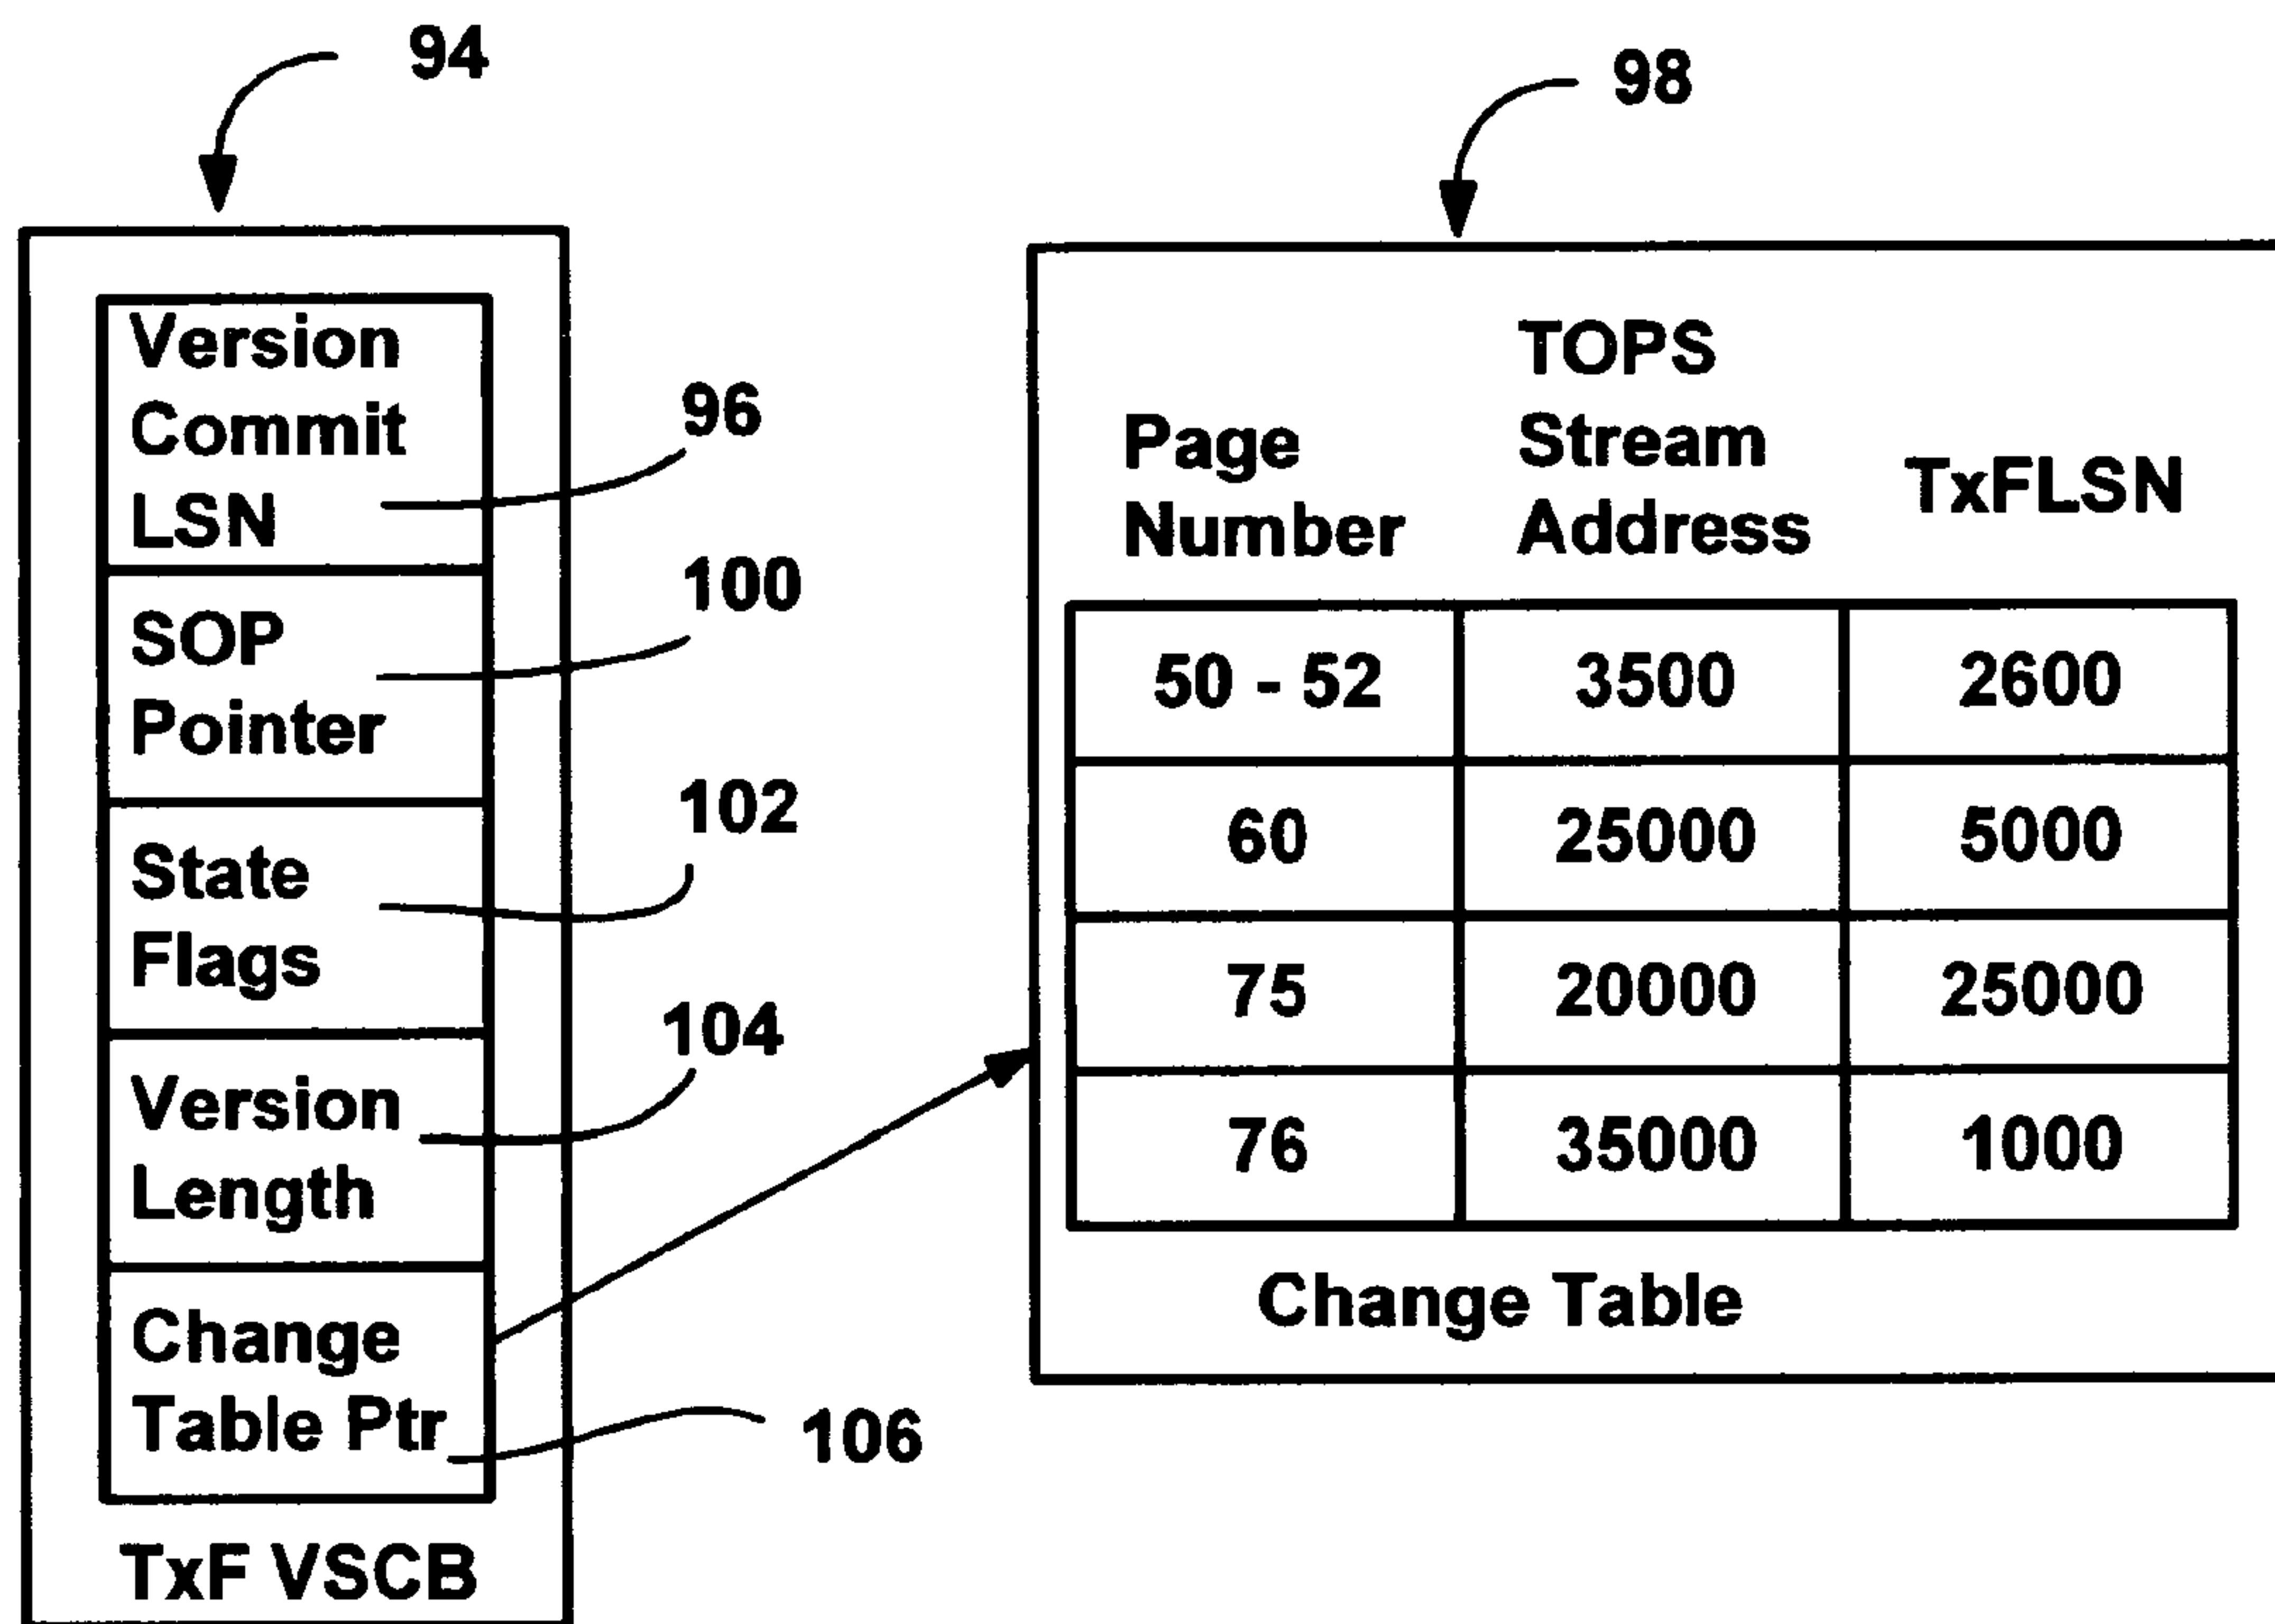 94
Version
Commit
LSN
96
SOP
Pointer
100
State
Flags
102
Version
Length
104
Change
Table Ptr
106
TxF VSCB
98
Page
Number
TOPS
Stream
Address
TxFLSN
50 - 52 3500 2600
60 25000 5000
75 20000 25000
76 35000 1000
Change Table